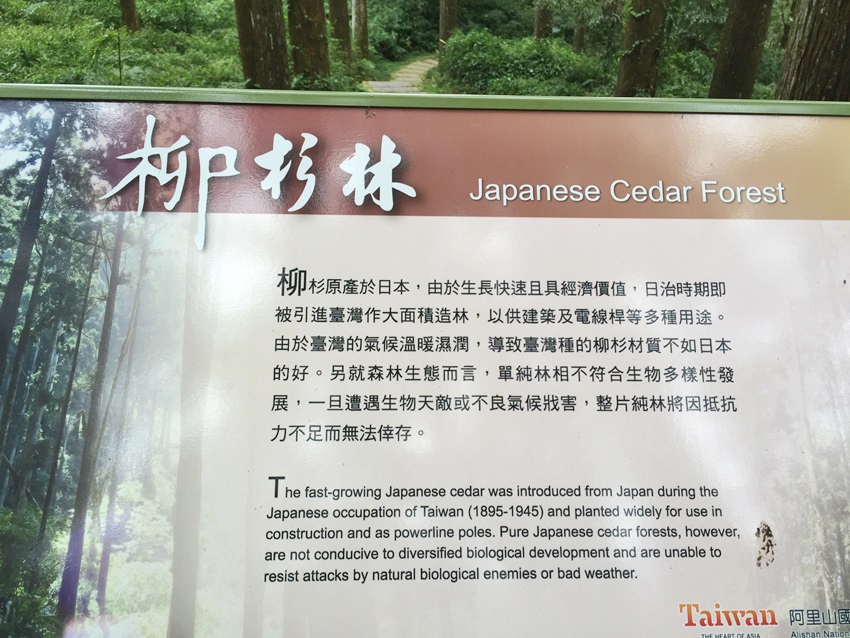 柳杉林
Japanese Cedar Forest
柳杉原產於日本，由於生長快速且具經濟價值，日治時期即
被引進臺灣作大面積造林，以供建築及電線桿等多種用途。
由於臺灣的氣候溫暖濕潤，導致臺灣種的柳杉材質不如日本
的好。另就森林生態而言，單純林相不符合生物多樣性發
展，一旦遭遇生物天敵或不良氣候戕害，整片純林將因抵抗
力不足而無法倖存。
The fast-growing Japanese cedar was introduced from Japan during the
Japanese occupation of Taiwan (1895-1945) and planted widely for use in
construction and as powerline poles. Pure Japanese cedar forests, however,
are not conducive to diversified biological development and are unable to
resist attacks by natural biological enemies or bad weather.
Taiwan
THE HEART OF ASIA
阿里山國
Alishan Nation